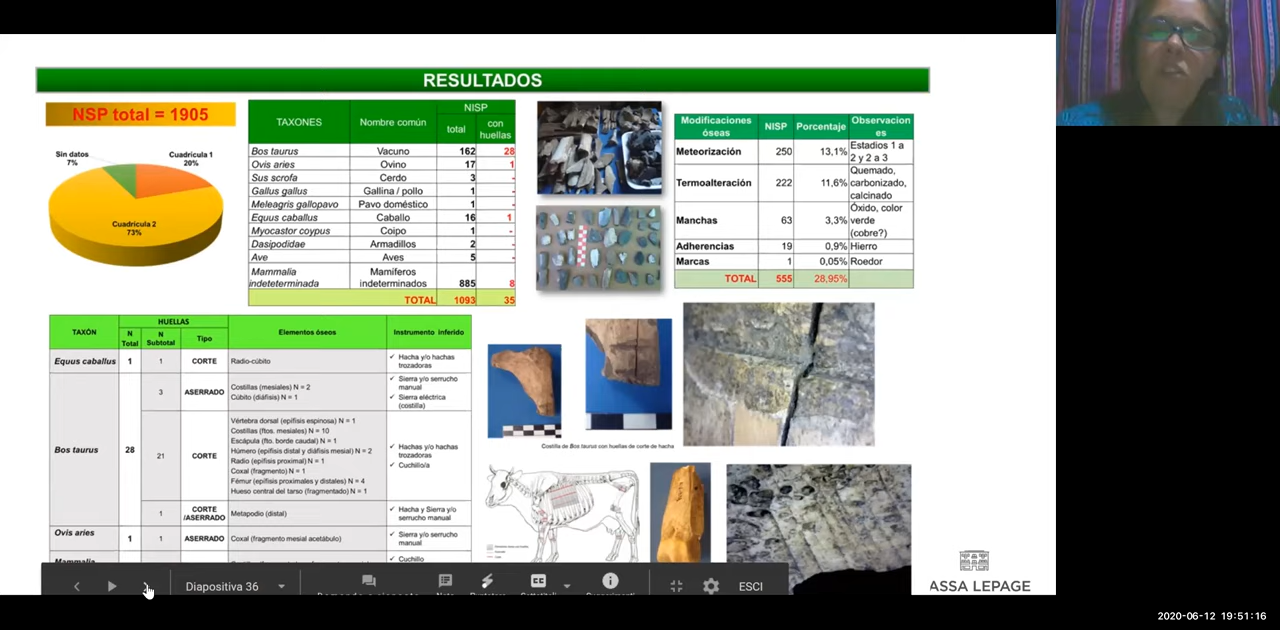 RESULTADOS
NSP total = 1905
Sin datos
7%
Cuadrícula 1
20%
Cuadrícula 2
73%
TAXONES Nombre común NISP
total con huellas
Bos taurus Vacuno 162 28
Ovis aries Ovino 17 1
Sus scrofa Cerdo 3 -
Gallus gallus Gallina / pollo 1 -
Meleagris gallopavo Pavo doméstico 1 -
Equus caballus Caballo 16 1
Myocastor coypus Coipo 1 -
Dasipodidae Armadillos 2 -
Ave Aves 5 -
Mammalia indeteterminada Mamíferos indeterminados 885 8
TOTAL 1093 35
Modificaciones óseas NISP Porcentaje Observaciones
Meteorización 250 13,1% Estadios 1 a 2 y 2 a 3
Termoalteración 222 11,6% Quemado, carbonizado, calcinado
Manchas 63 3,3% Óxido, color verde (cobre?)
Adherencias 19 0,9% Hierro
Marcas 1 0,05% Roedor
TOTAL 555 28,95%
TAXÓN HUELLAS Elementos óseos Instrumento inferido
N Total N Subtotal Tipo
Equus caballus 1 1 CORTE Radio-cúbito ✓ Hacha y/o hachas trozadoras
Bos taurus 28
3 ASERRADO Costillas (mesiales) N = 2
Cúbito (diáfisis) N = 1
✓ Sierra y/o serrucho manual
✓ Sierra eléctrica (costilla)
21 CORTE
Vértebra dorsal (epífisis espinosa) N = 1
Costillas (ftos. mesiales) N = 10
Escápula (fto. borde caudal) N = 1
Húmero (epífisis distal y diáfisis mesial) N = 2
Radio (epífisis proximal) N = 1
Coxal (fragmento) N = 1
Fémur (epífisis proximales y distales) N = 4
Hueso central del tarso (fragmentado) N = 1
✓ Hachas y/o hachas trozadoras
✓ Cuchillo/a
1 CORTE /ASERRADO Metapodio (distal) ✓ Hacha y Sierra y/o serrucho manual
Ovis aries 1 1 ASERRADO Coxal (fragmento mesial acetábulo) ✓ Sierra y/o serrucho manual
Mammalia ✓ Cuchillo
Costilla de Bos taurus con huellas de corte de hacha
Diapositiva 36
ESCI
ASSA LEPAGE
2020-06-12 19:51:16